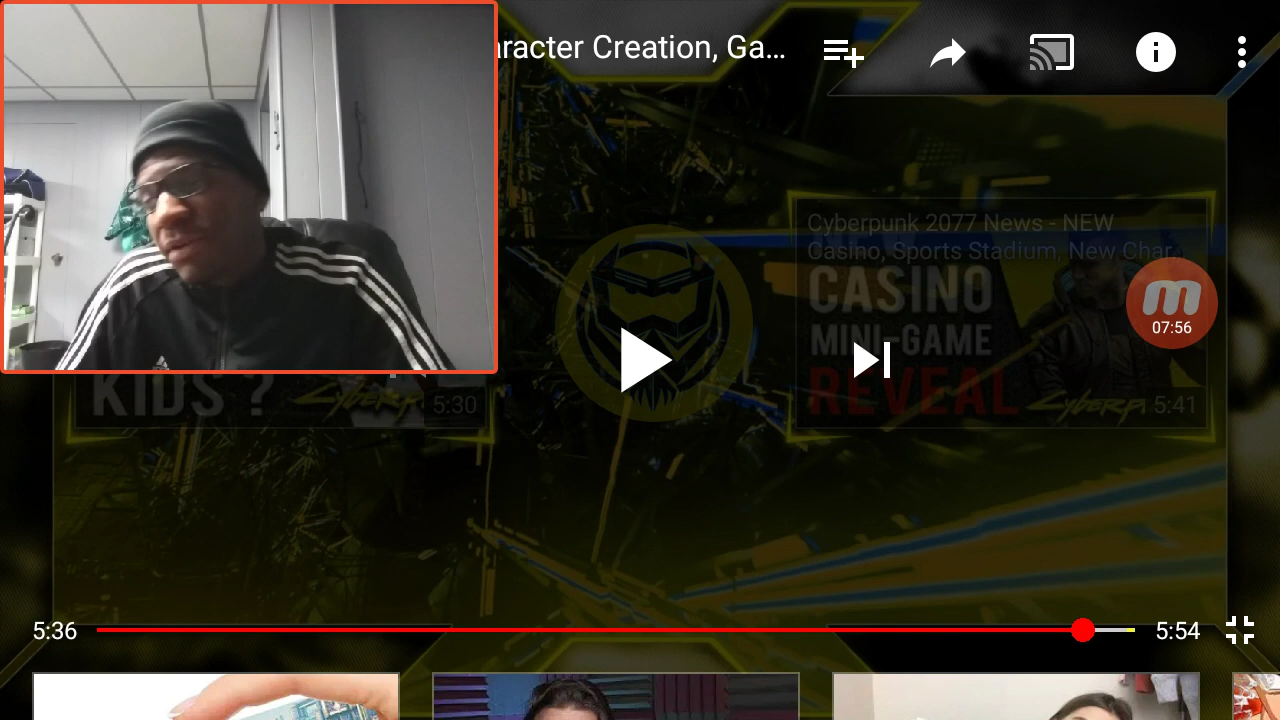 aracter Creation, Ga...
Cyberpunk 2077 News - NEW
Casino, Sports Stadium, New Char...
CASINO
MINI-GAME
REVEAL
5:41
07:56
KIDS ?
5:30
5:36
5:54